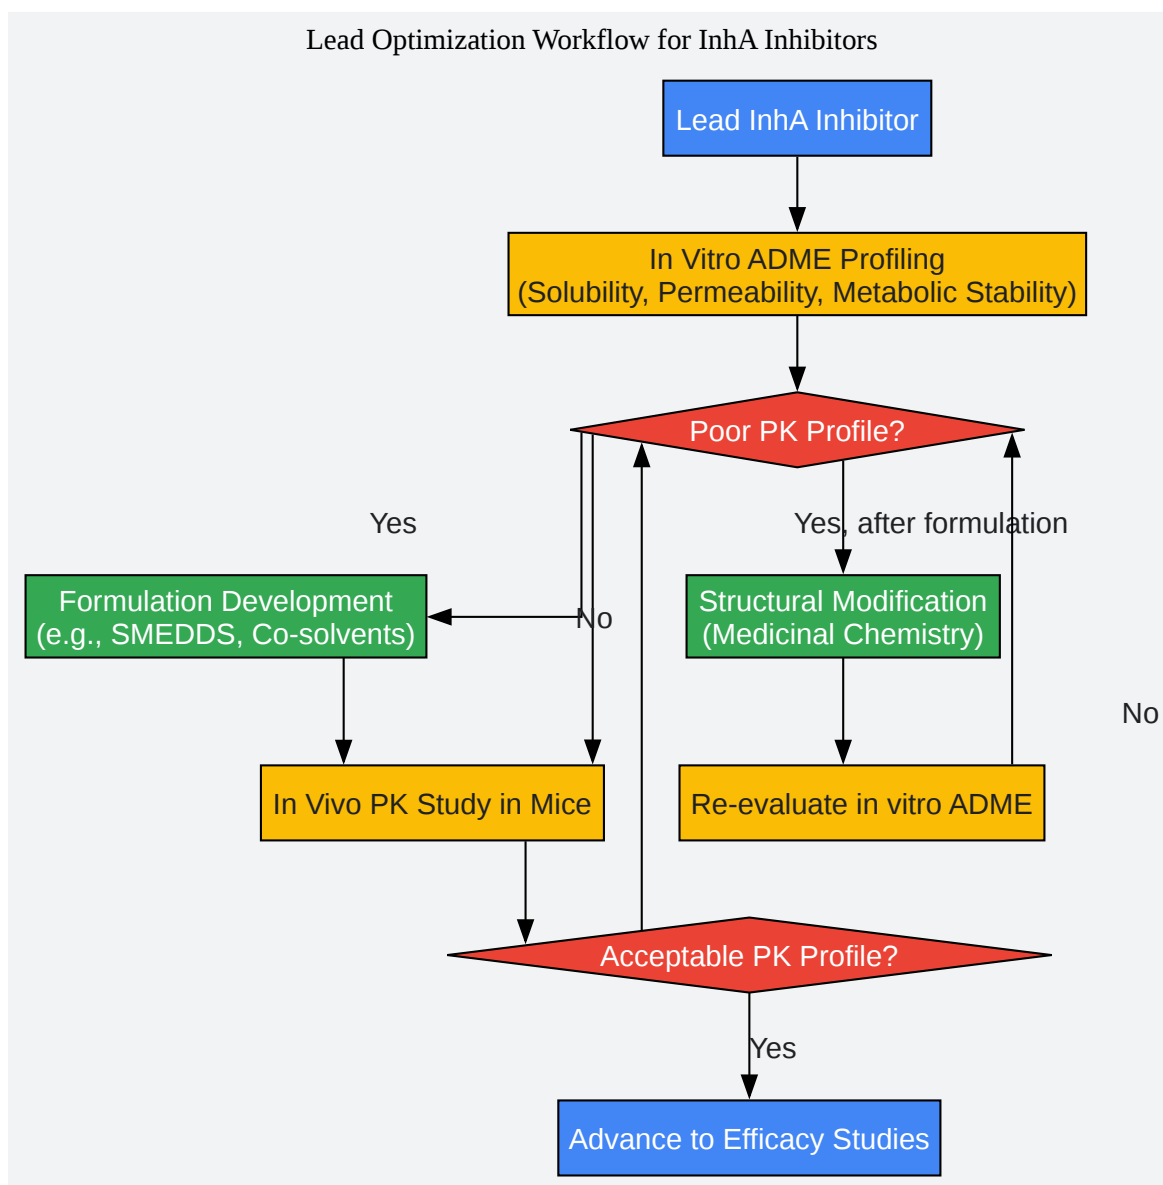 Lead Optimization Workflow for InhA Inhibitors
Lead InhA Inhibitor
In Vitro ADME Profiling
(Solubility, Permeability, Metabolic Stability)
Poor PK Profile?
Yes
Yes, after formulation
Formulation Development
(e.g., SMEDDS, Co-solvents)
No
Structural Modification
(Medicinal Chemistry)
No
In Vivo PK Study in Mice
Re-evaluate in vitro ADME
Acceptable PK Profile?
Yes
Advance to Efficacy Studies